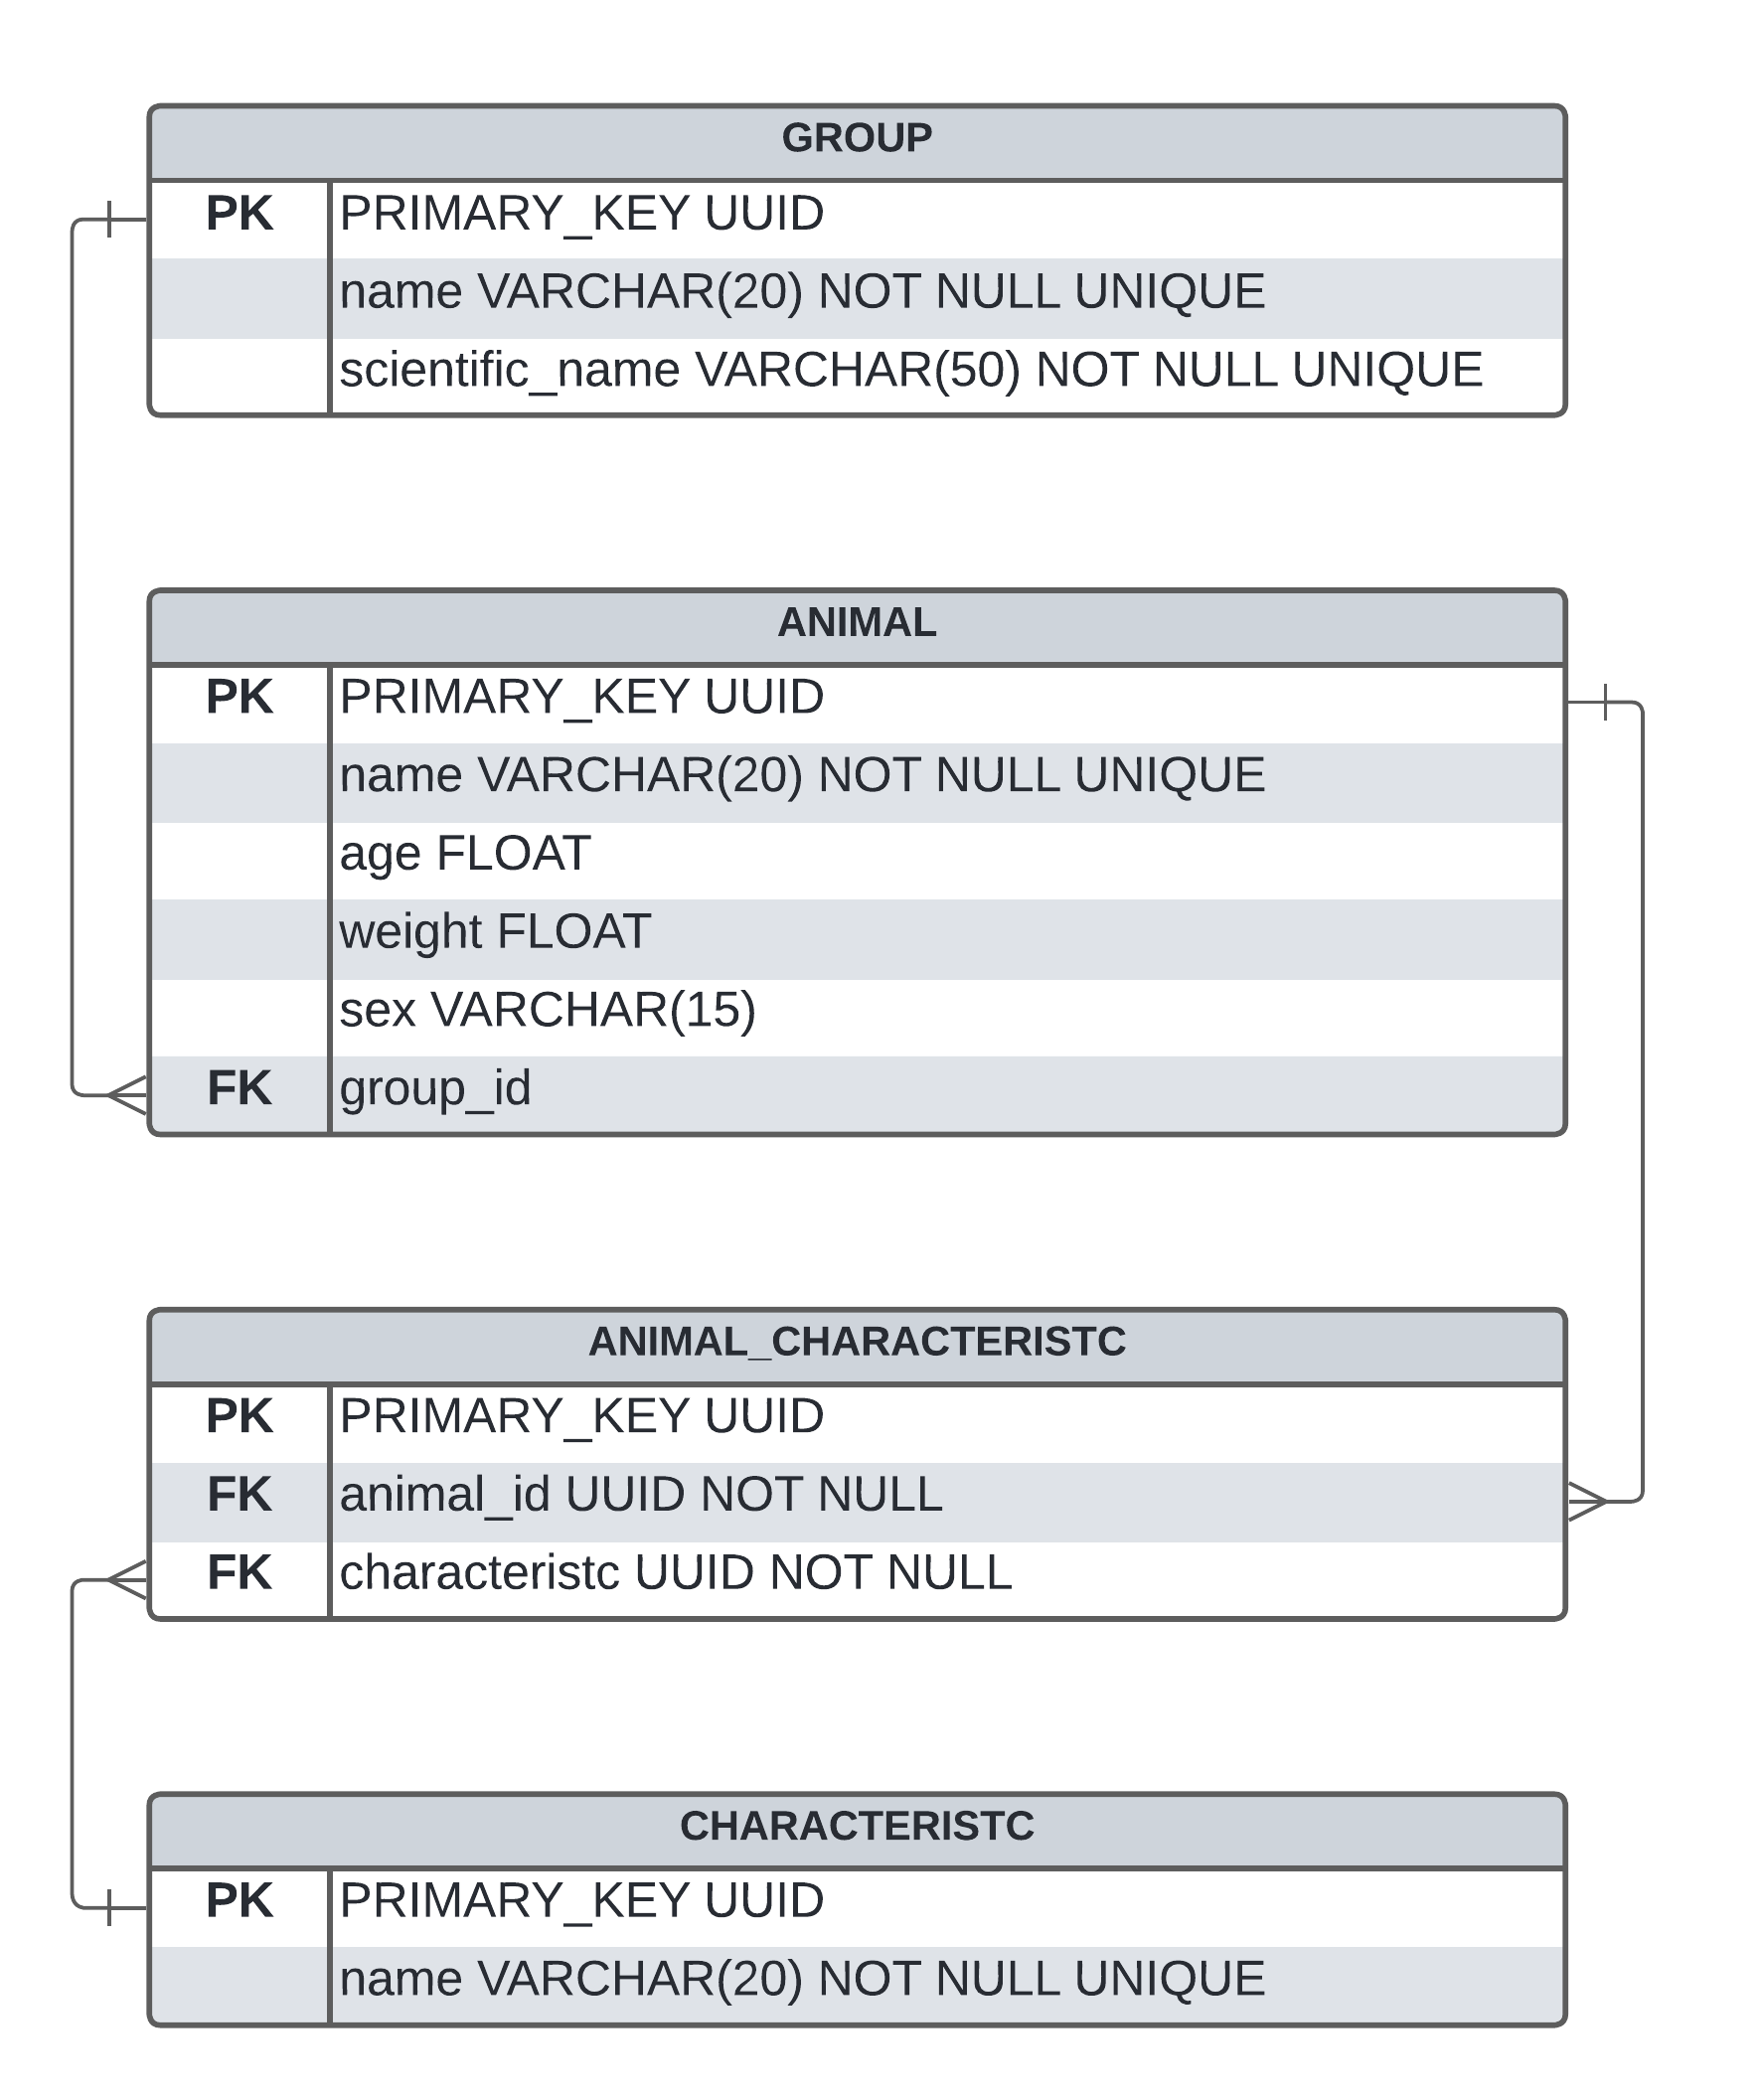 GROUP
PK PRIMARY_KEY UUID
name VARCHAR(20) NOT NULL UNIQUE
scientific_name VARCHAR(50) NOT NULL UNIQUE
ANIMAL
PK PRIMARY_KEY UUID
name VARCHAR(20) NOT NULL UNIQUE
age FLOAT
weight FLOAT
sex VARCHAR(15)
FK group_id
ANIMAL_CHARACTERISTC
PK PRIMARY_KEY UUID
FK animal_id UUID NOT NULL
FK characteristc UUID NOT NULL
CHARACTERISTC
PK PRIMARY_KEY UUID
name VARCHAR(20) NOT NULL UNIQUE